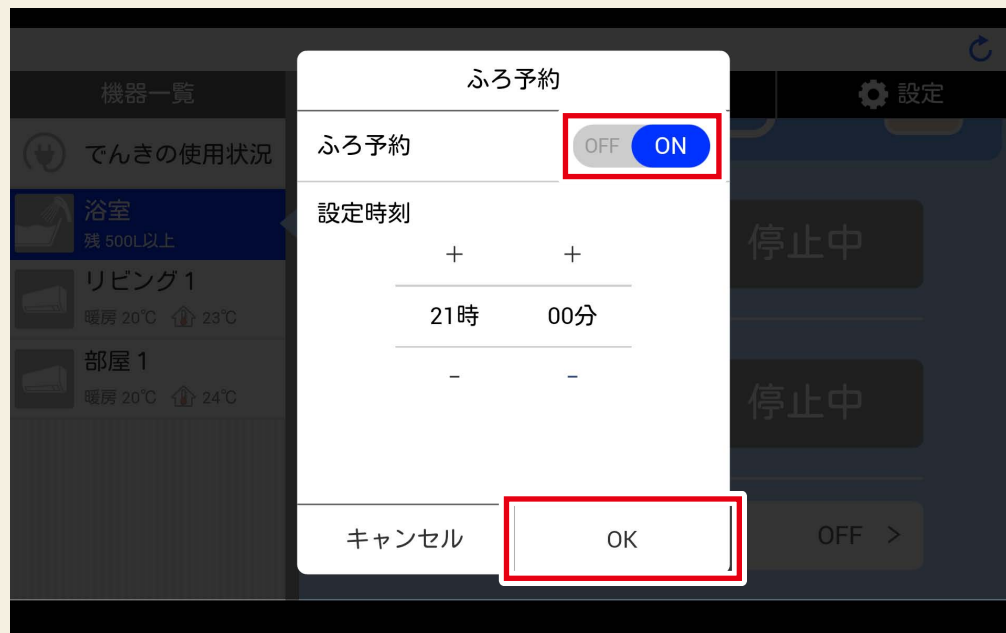 機器一覧
設定
でんきの使用状況
浴室
残 500L以上
リビング1
暖房 20℃ 23℃
部屋1
暖房 20℃ 24℃
停止中
停止中
OFF >
ふろ予約
ふろ予約
OFF ON
設定時刻
+ +
21時 00分
- -
キャンセル OK